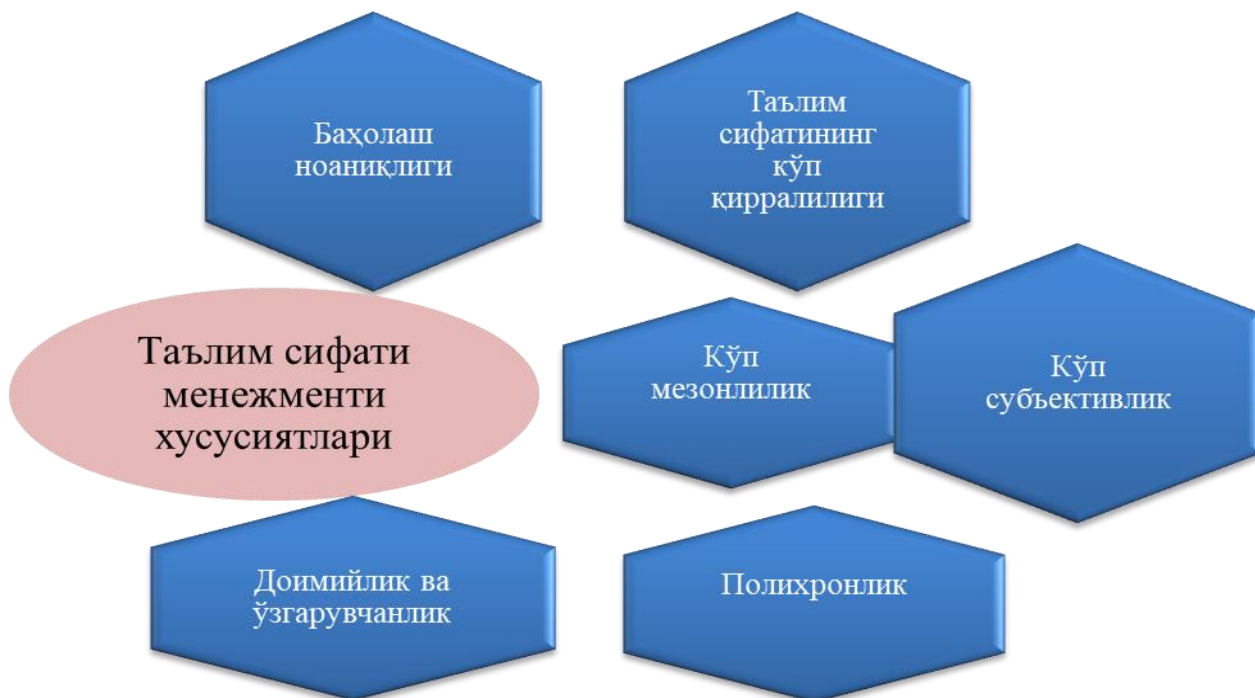 Баҳолаш
ноаниқлиги
Таълим
сифатининг
кўп
қирралилиги
Таълим сифати
менежменти
хусусиятлари
Кўп
мезонлилик
Кўп
субъективлик
Доимийлик ва
ўзгарувчанлик
Полихронлик